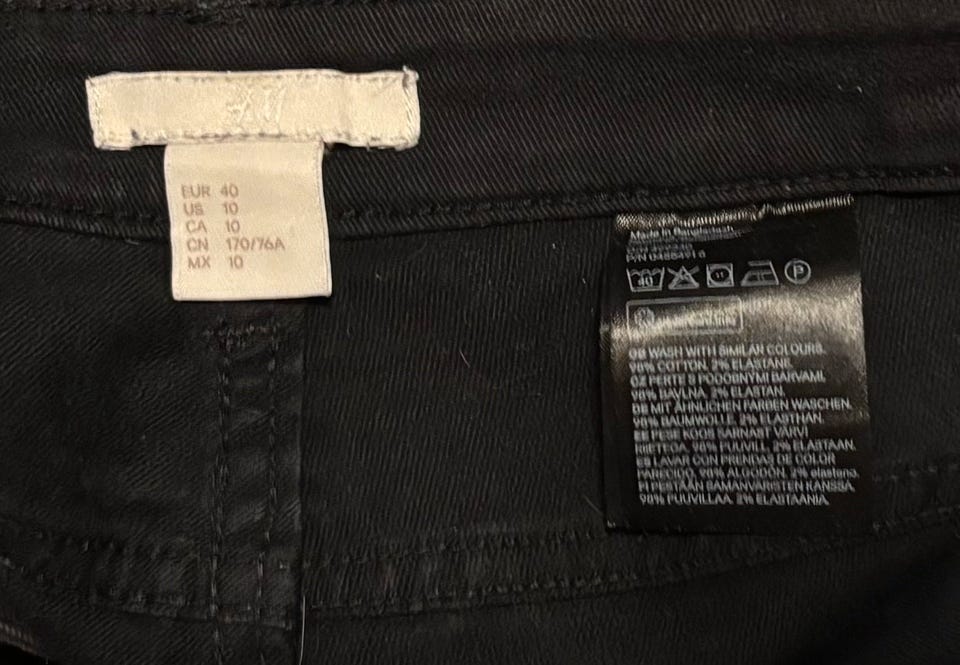 EUR 40
US 10
CA 10
CN 170/76A
MX 10
Made in Bangladesh
40
P
GB WASH WITH SIMILAR COLOURS.
98% COTTON. 2% ELASTANE.
CZ PERTE S PODOBNÝMI BARVAMI.
98% BAVLNA. 2% ELASTAN.
DE MIT ÄHNLICHEN FARBEN WASCHEN.
98% BAUMWOLLE. 2% ELASTHAN.
EE PESE KOOS SARNAST VÄRVI
98% PUUVILL. 2% ELASTAAN.
ES LAVAR CON PRENDAS DE COLOR
PARECIDO. 98% ALGODÓN. 2% elastano.
FI PESTÄÄN SAMANVÄRISTEN KANSSA.
98% PUUVILLAA. 2% ELASTAANIA.